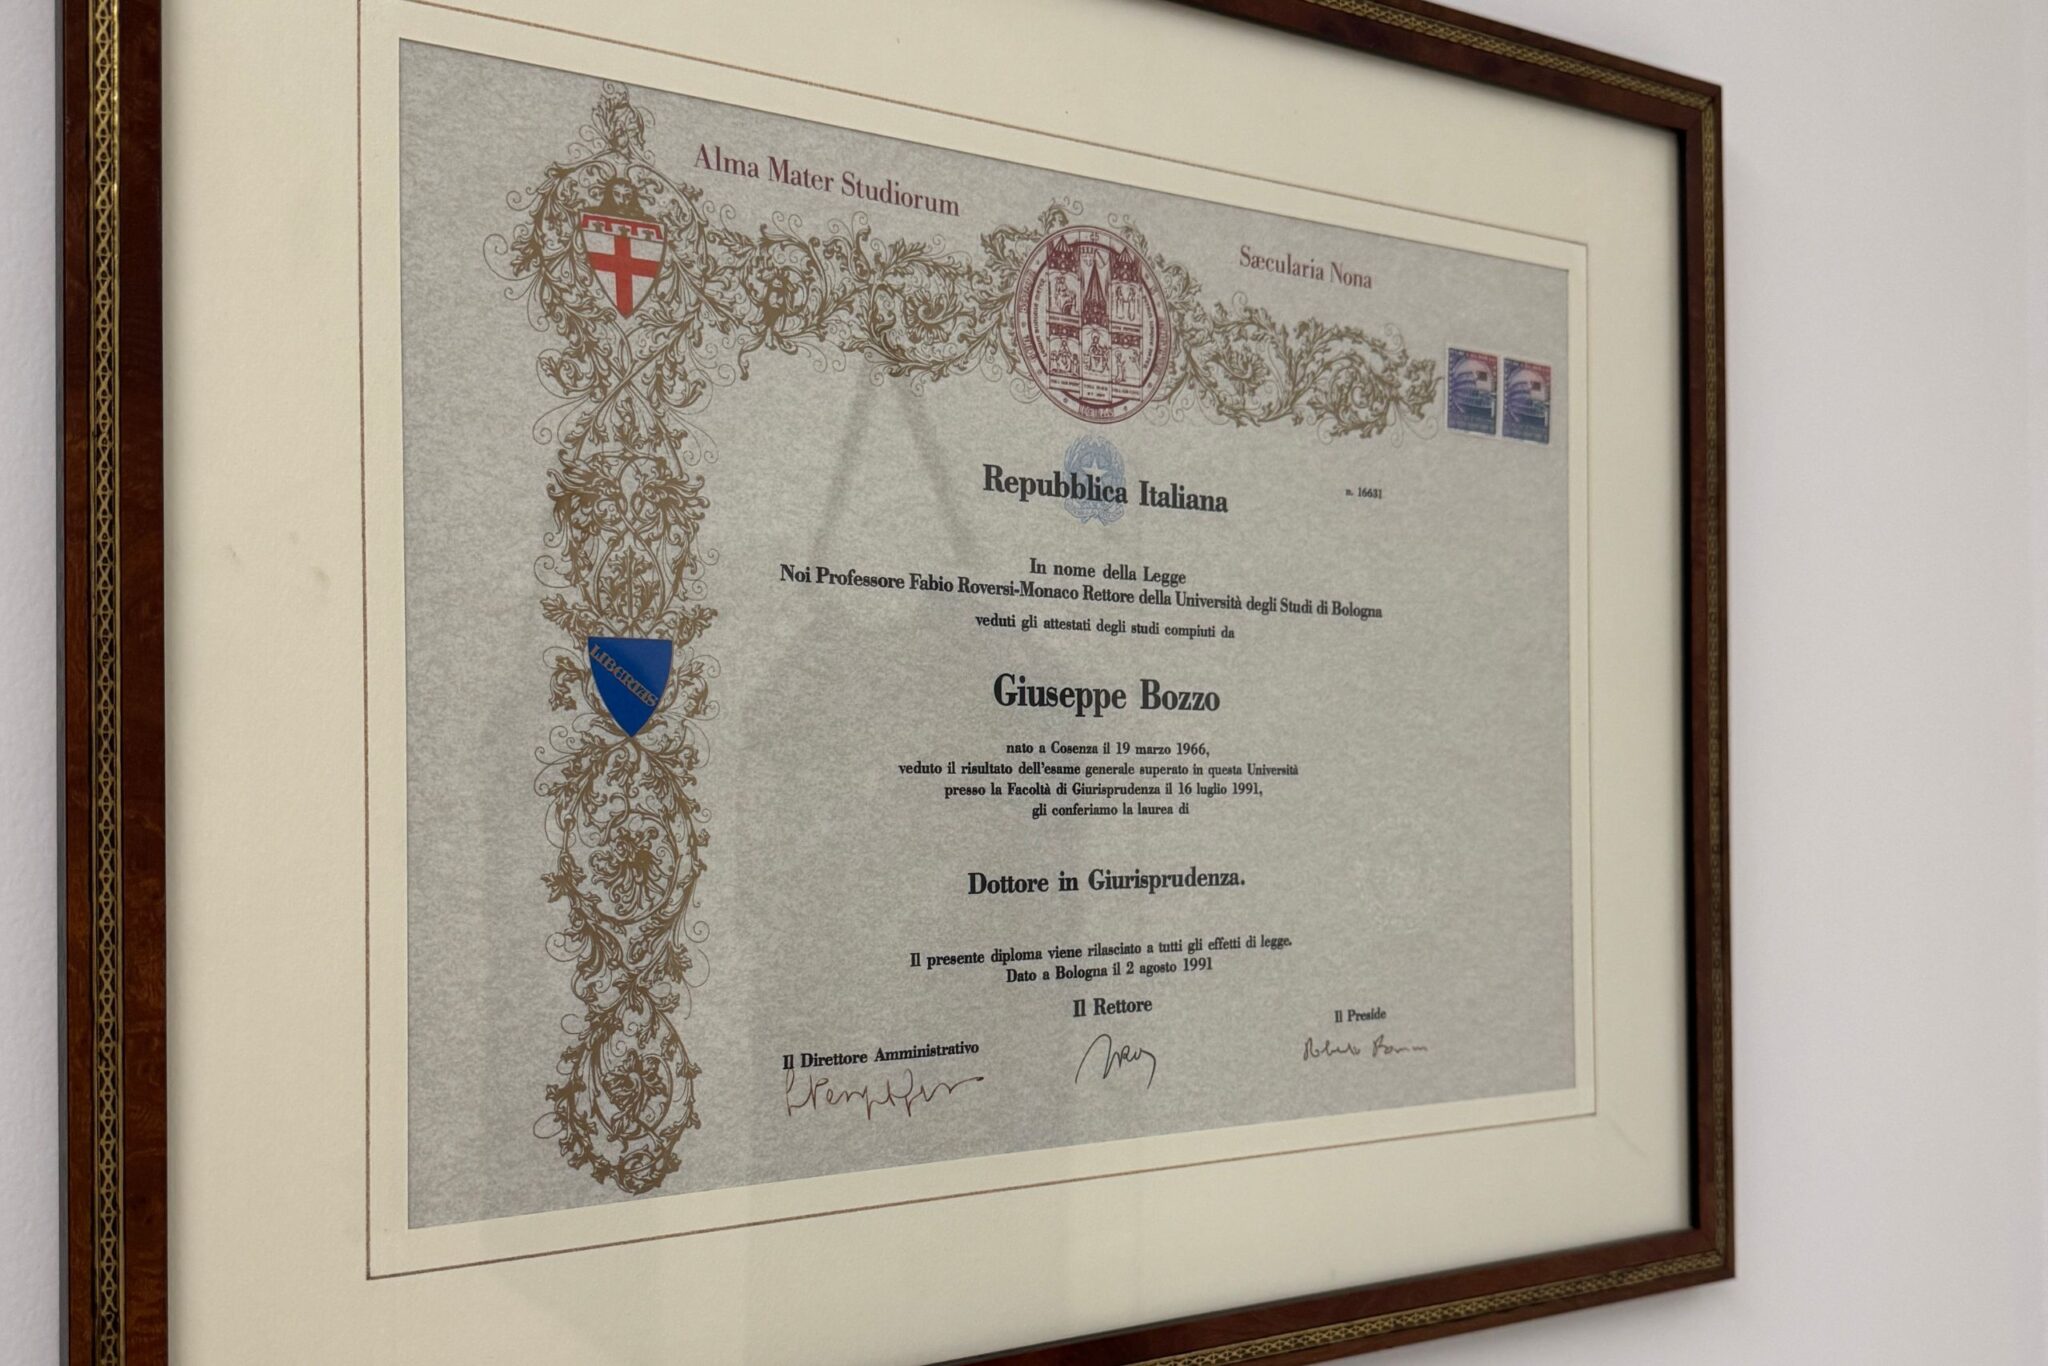 Alma Mater Studiorum
Sæcularia Nona
LIBERTAS
Repubblica Italiana
n. 16631
In nome della Legge
Noi Professore Fabio Roversi-Monaco Rettore della Università degli Studi di Bologna
veduti gli attestati degli studi compiuti da
Giuseppe Bozzo
nato a Cosenza il 19 marzo 1966,
veduto il risultato dell'esame generale superato in questa Università
presso la Facoltà di Giurisprudenza il 16 luglio 1991,
gli conferiamo la laurea di
Dottore in Giurisprudenza.
Il presente diploma viene rilasciato a tutti gli effetti di legge.
Dato a Bologna il 2 agosto 1991
Il Rettore
Il Preside
Il Direttore Amministrativo
Roberto